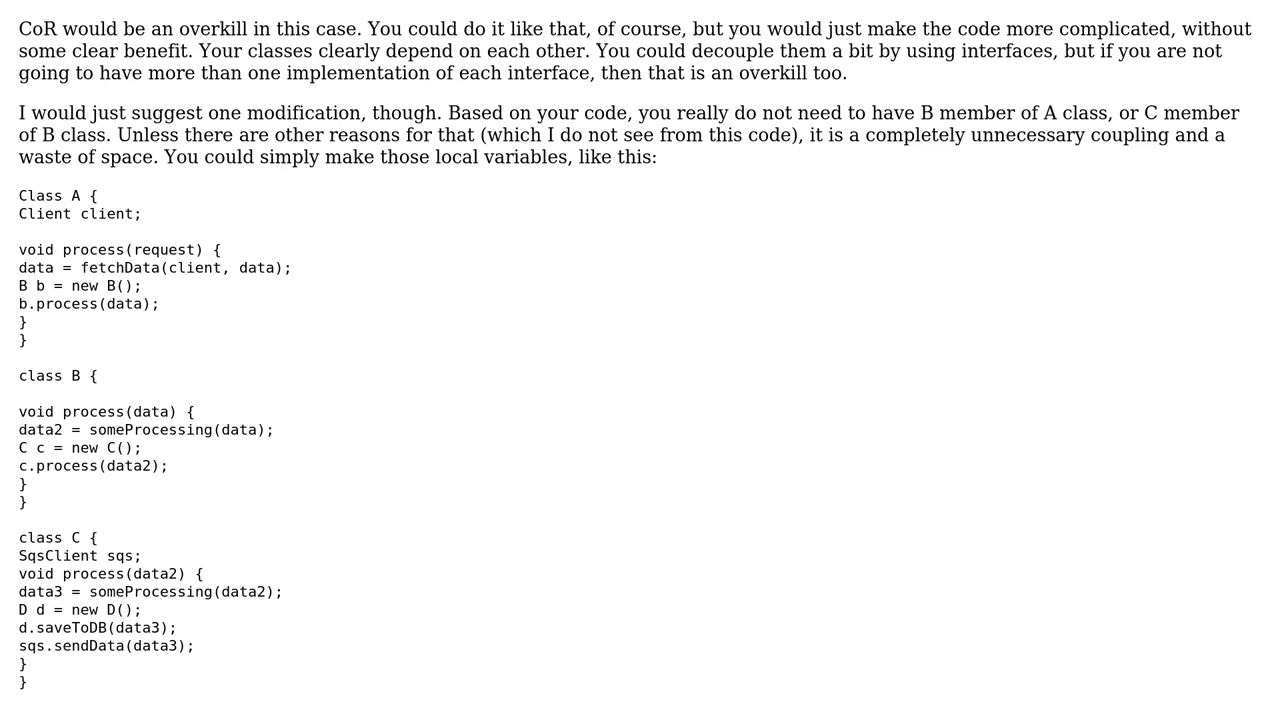 CoR would be an overkill in this case. You could do it like that, of course, but you would just make the code more complicated, without
some clear benefit. Your classes clearly depend on each other. You could decouple them a bit by using interfaces, but if you are not
going to have more than one implementation of each interface, then that is an overkill too.
I would just suggest one modification, though. Based on your code, you really do not need to have B member of A class, or C member
of B class. Unless there are other reasons for that (which I do not see from this code), it is a completely unnecessary coupling and a
waste of space. You could simply make those local variables, like this:
Class A {
Client client;
void process(request) {
data = fetchData(client, data);
B b = new B();
b.process(data);
}
}
class B {
void process(data) {
data2 = someProcessing(data);
C c = new C();
c.process(data2);
}
}
class C {
SqsClient sqs;
void process(data2) {
data3 = someProcessing(data2);
D d = new D();
d.saveToDB(data3);
sqs.sendData(data3);
}
}